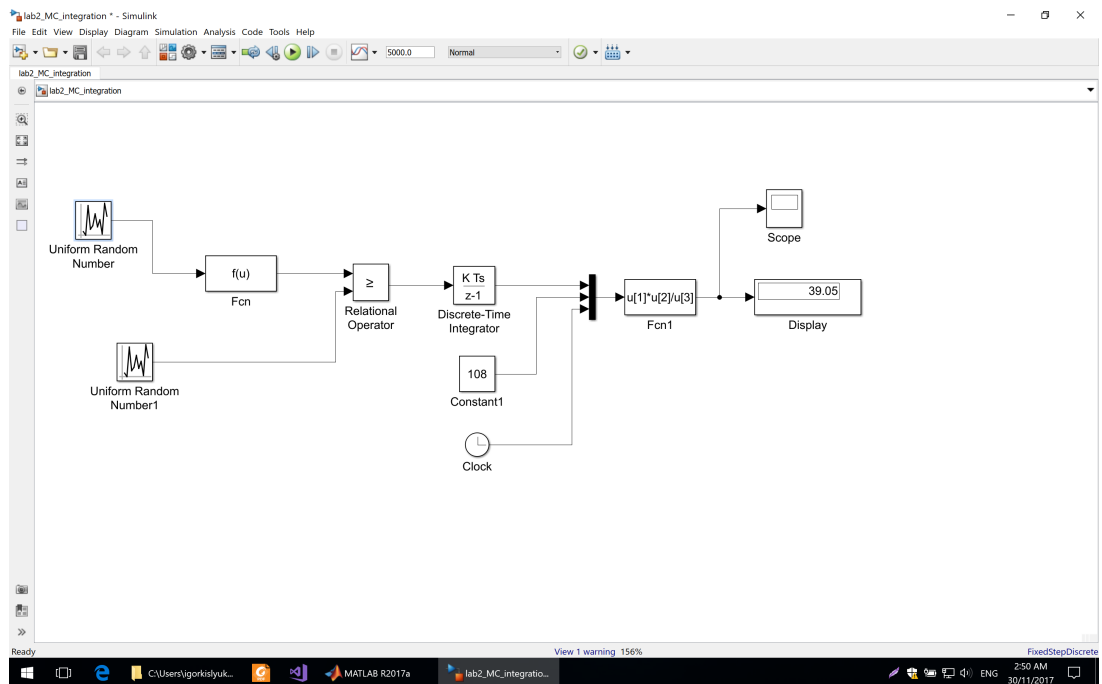 lab2_MC_integration * - Simulink
File Edit View Display Diagram Simulation Analysis Code Tools Help
5000.0 Normal
lab2_MC_integration
lab2_MC_integration
Uniform Random
Number
f(u)
Fcn
≥
Relational
Operator
K Ts
z-1
Discrete-Time
Integrator
u[1]*u[2]/u[3]
Fcn1
Scope
39.05
Display
Uniform Random
Number1
108
Constant1
Clock
Ready View 1 warning 156% FixedStepDiscrete
C:\Users\igorkislyuk... MATLAB R2017a lab2_MC_integratio... ENG 2:50 AM
30/11/2017